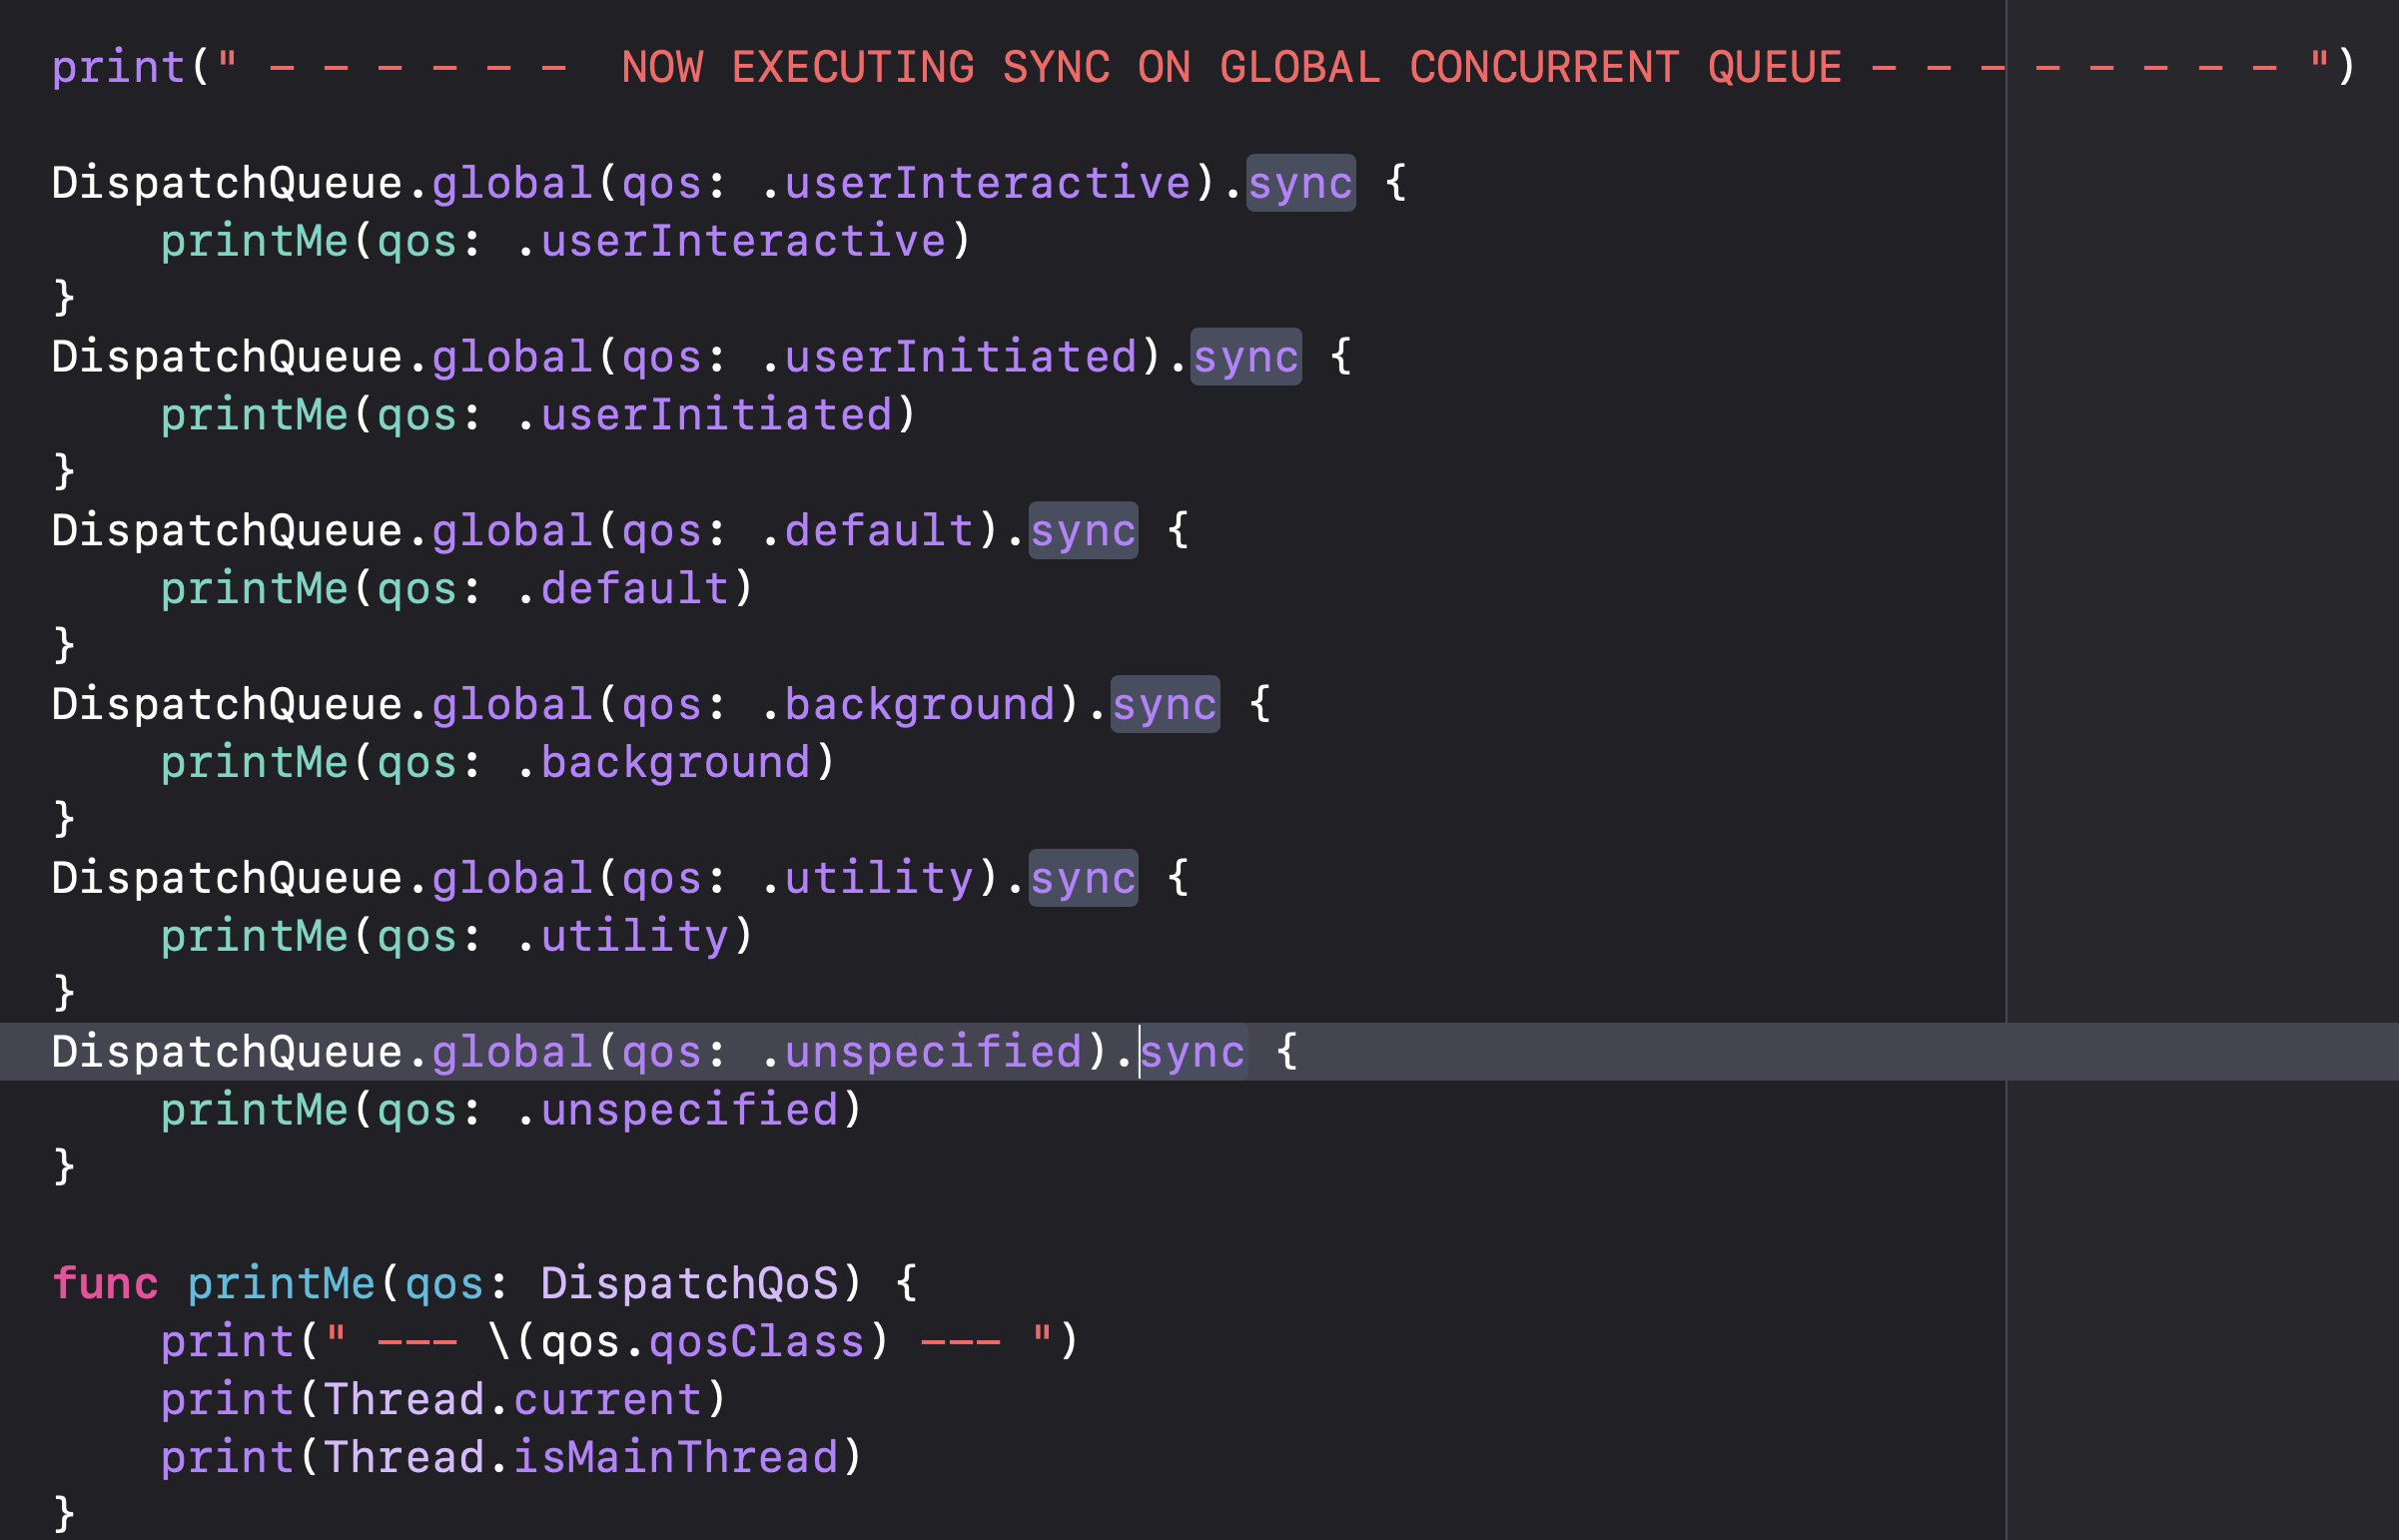 print(" - - - - - -  NOW EXECUTING SYNC ON GLOBAL CONCURRENT QUEUE - - - - - - - - ")
DispatchQueue.global(qos: .userInteractive).sync {
    printMe(qos: .userInteractive)
}
DispatchQueue.global(qos: .userInitiated).sync {
    printMe(qos: .userInitiated)
}
DispatchQueue.global(qos: .default).sync {
    printMe(qos: .default)
}
DispatchQueue.global(qos: .background).sync {
    printMe(qos: .background)
}
DispatchQueue.global(qos: .utility).sync {
    printMe(qos: .utility)
}
DispatchQueue.global(qos: .unspecified).sync {
    printMe(qos: .unspecified)
}
func printMe(qos: DispatchQoS) {
    print(" --- \(qos.qosClass) --- ")
    print(Thread.current)
    print(Thread.isMainThread)
}